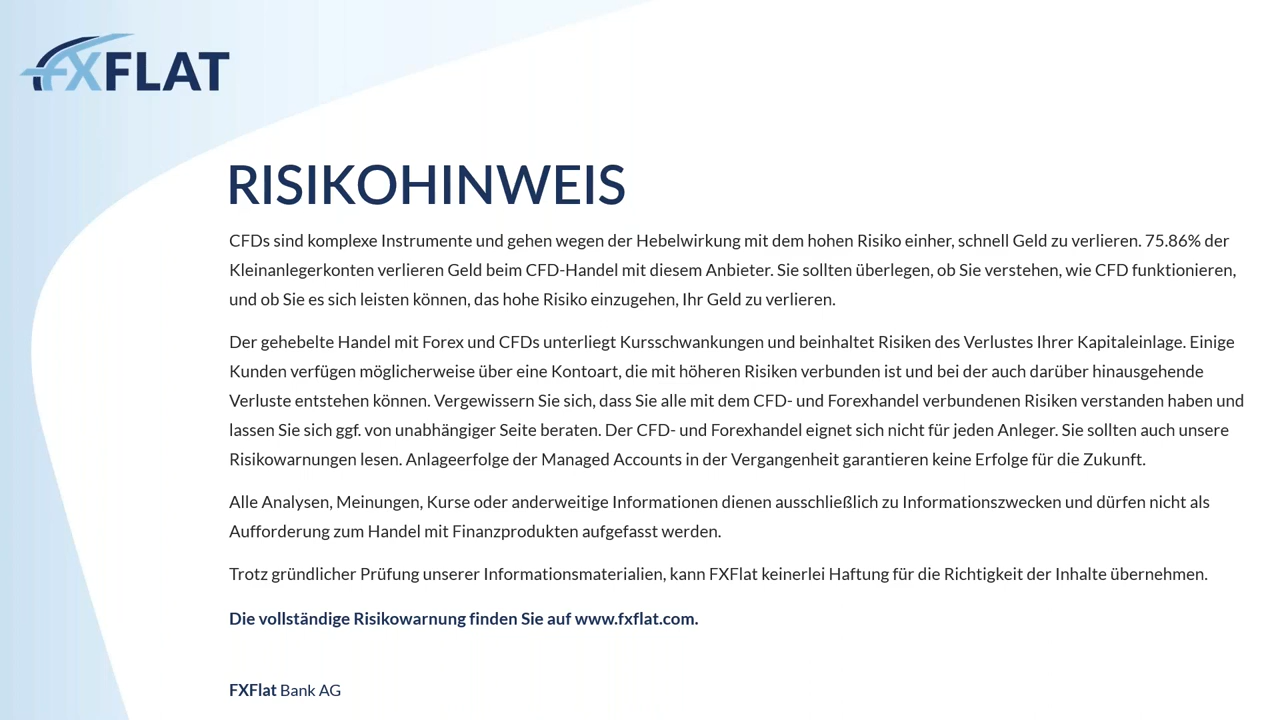 FXFLAT
RISIKOHINWEIS
CFDs sind komplexe Instrumente und gehen wegen der Hebelwirkung mit dem hohen Risiko einher, schnell Geld zu verlieren. 75.86% der
Kleinanlegerkonten verlieren Geld beim CFD-Handel mit diesem Anbieter. Sie sollten überlegen, ob Sie verstehen, wie CFD funktionieren,
und ob Sie es sich leisten können, das hohe Risiko einzugehen, Ihr Geld zu verlieren.
Der gehebelte Handel mit Forex und CFDs unterliegt Kursschwankungen und beinhaltet Risiken des Verlustes Ihrer Kapitaleinlage. Einige
Kunden verfügen möglicherweise über eine Kontoart, die mit höheren Risiken verbunden ist und bei der auch darüber hinausgehende
Verluste entstehen können. Vergewissern Sie sich, dass Sie alle mit dem CFD- und Forexhandel verbundenen Risiken verstanden haben und
lassen Sie sich ggf. von unabhängiger Seite beraten. Der CFD- und Forexhandel eignet sich nicht für jeden Anleger. Sie sollten auch unsere
Risikowarnungen lesen. Anlageerfolge der Managed Accounts in der Vergangenheit garantieren keine Erfolge für die Zukunft.
Alle Analysen, Meinungen, Kurse oder anderweitige Informationen dienen ausschließlich zu Informationszwecken und dürfen nicht als
Aufforderung zum Handel mit Finanzprodukten aufgefasst werden.
Trotz gründlicher Prüfung unserer Informationsmaterialien, kann FXFlat keinerlei Haftung für die Richtigkeit der Inhalte übernehmen.
Die vollständige Risikowarnung finden Sie auf www.fxflat.com.
FXFlat Bank AG